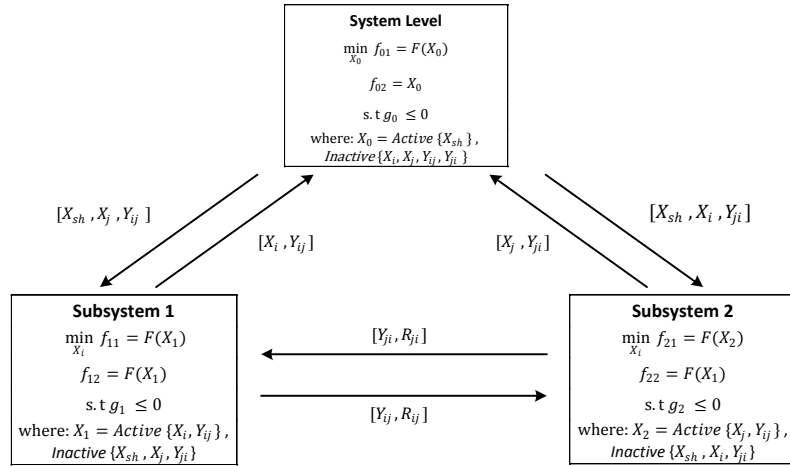 System Level
min f₀₁ = F(X₀)
X₀
f₀₂ = X₀
s.t g₀ ≤ 0
where: X₀ = Active {Xₛₕ} ,
Inactive {Xᵢ, Xⱼ, Yᵢⱼ, Yⱼᵢ }
[Xₛₕ , Xⱼ , Yᵢⱼ ]
[Xᵢ , Yᵢⱼ]
[Xⱼ , Yⱼᵢ]
[Xₛₕ , Xᵢ , Yⱼᵢ]
Subsystem 1
min f₁₁ = F(X₁)
Xᵢ
f₁₂ = F(X₁)
s.t g₁ ≤ 0
where: X₁ = Active {Xᵢ, Yᵢⱼ} ,
Inactive {Xₛₕ , Xⱼ, Yⱼᵢ}
[Yⱼᵢ, Rⱼᵢ]
[Yᵢⱼ, Rᵢⱼ]
Subsystem 2
min f₂₁ = F(X₂)
Xᵢ
f₂₂ = F(X₁)
s.t g₂ ≤ 0
where: X₂ = Active {Xⱼ, Yᵢⱼ} ,
Inactive {Xₛₕ , Xᵢ, Yⱼᵢ}